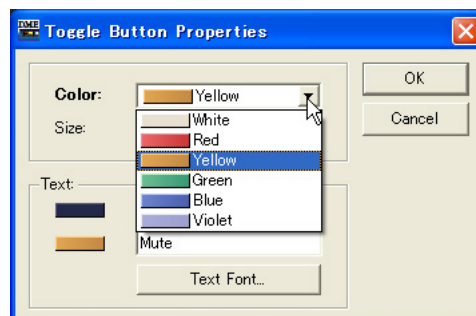 DME Toggle Button Properties
Color: Yellow
OK
White
Size:
Red
Cancel
Yellow
Green
Text:
Blue
Violet
Mute
Text Font...